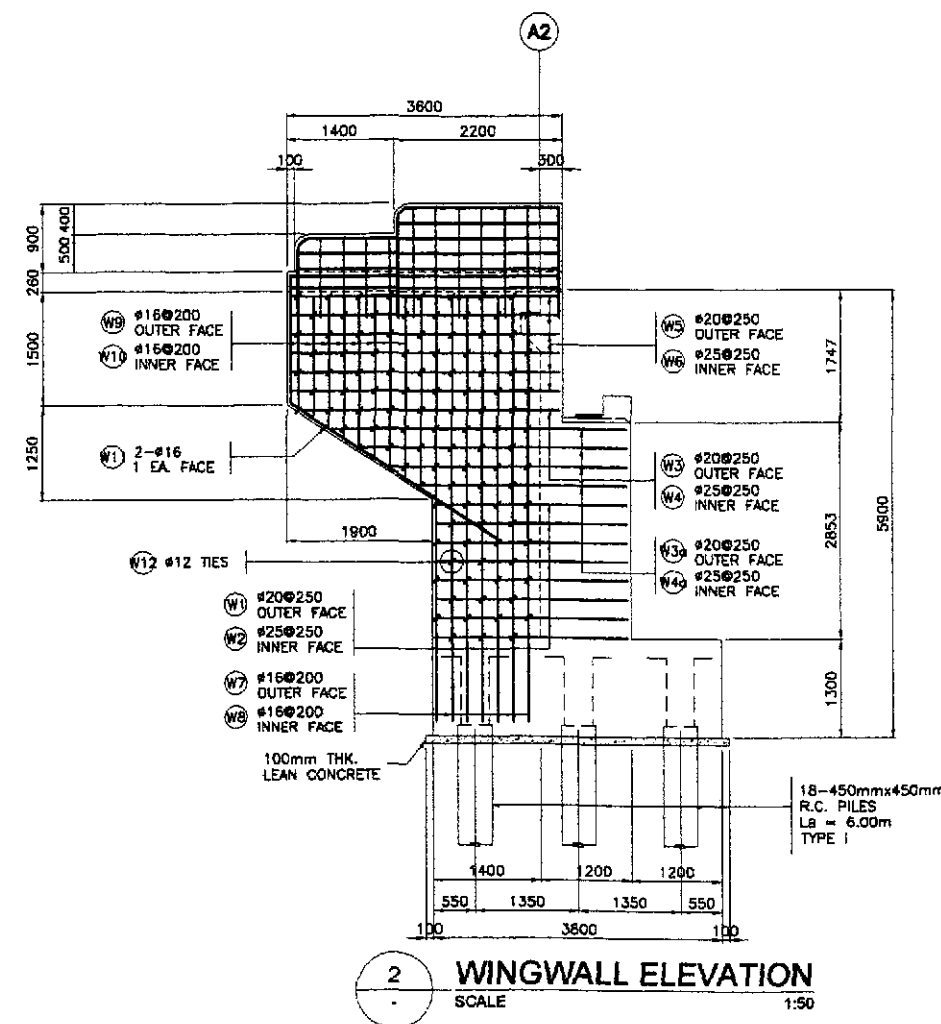 A2
3600
1400
2200
100
300
900
500 400
260
1500
1250
W9 ø16@200
OUTER FACE
W10 ø16@200
INNER FACE
2-ø16
1 EA. FACE
1900
W12 ø12 TIES
W1 ø20@250
OUTER FACE
W2 ø25@250
INNER FACE
W7 ø16@200
OUTER FACE
W8 ø16@200
INNER FACE
100mm THK.
LEAN CONCRETE
W5 ø20@250
OUTER FACE
W6 ø25@250
INNER FACE
W3 ø20@250
OUTER FACE
W4 ø25@250
INNER FACE
W3a ø20@250
OUTER FACE
W4a ø25@250
INNER FACE
1747
2853
5900
1300
18-450mmx450mm
R.C. PILES
La = 6.00m
TYPE I
1400
1200
1200
550
1350
1350
550
100
3800
100
2
-
WINGWALL ELEVATION
SCALE
1:50